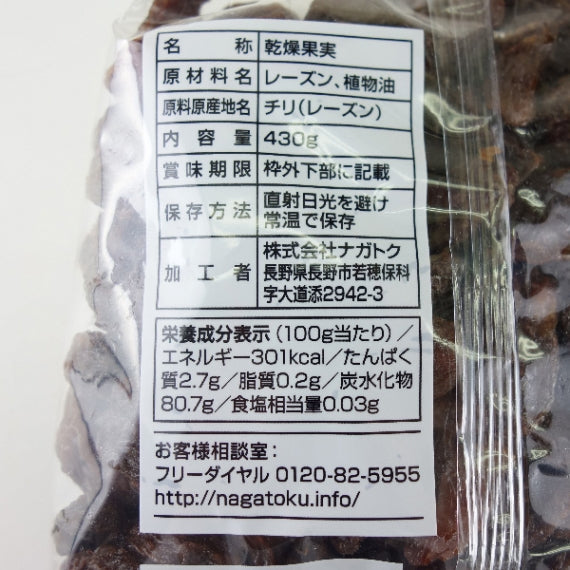 名称 乾燥果実
原材料名 レーズン、植物油
原料原産地名 チリ(レーズン)
内容量 430g
賞味期限 枠外下部に記載
保存方法 直射日光を避け
常温で保存
加工者 株式会社ナガトク
長野県長野市若穂保科
字大道添2942-3
栄養成分表示(100g当たり)/
エネルギー301kcal/たんぱく
質2.7g/脂質0.2g/炭水化物
80.7g/食塩相当量0.03g
お客様相談室:
フリーダイヤル 0120-82-5955
http://nagatoku.info/